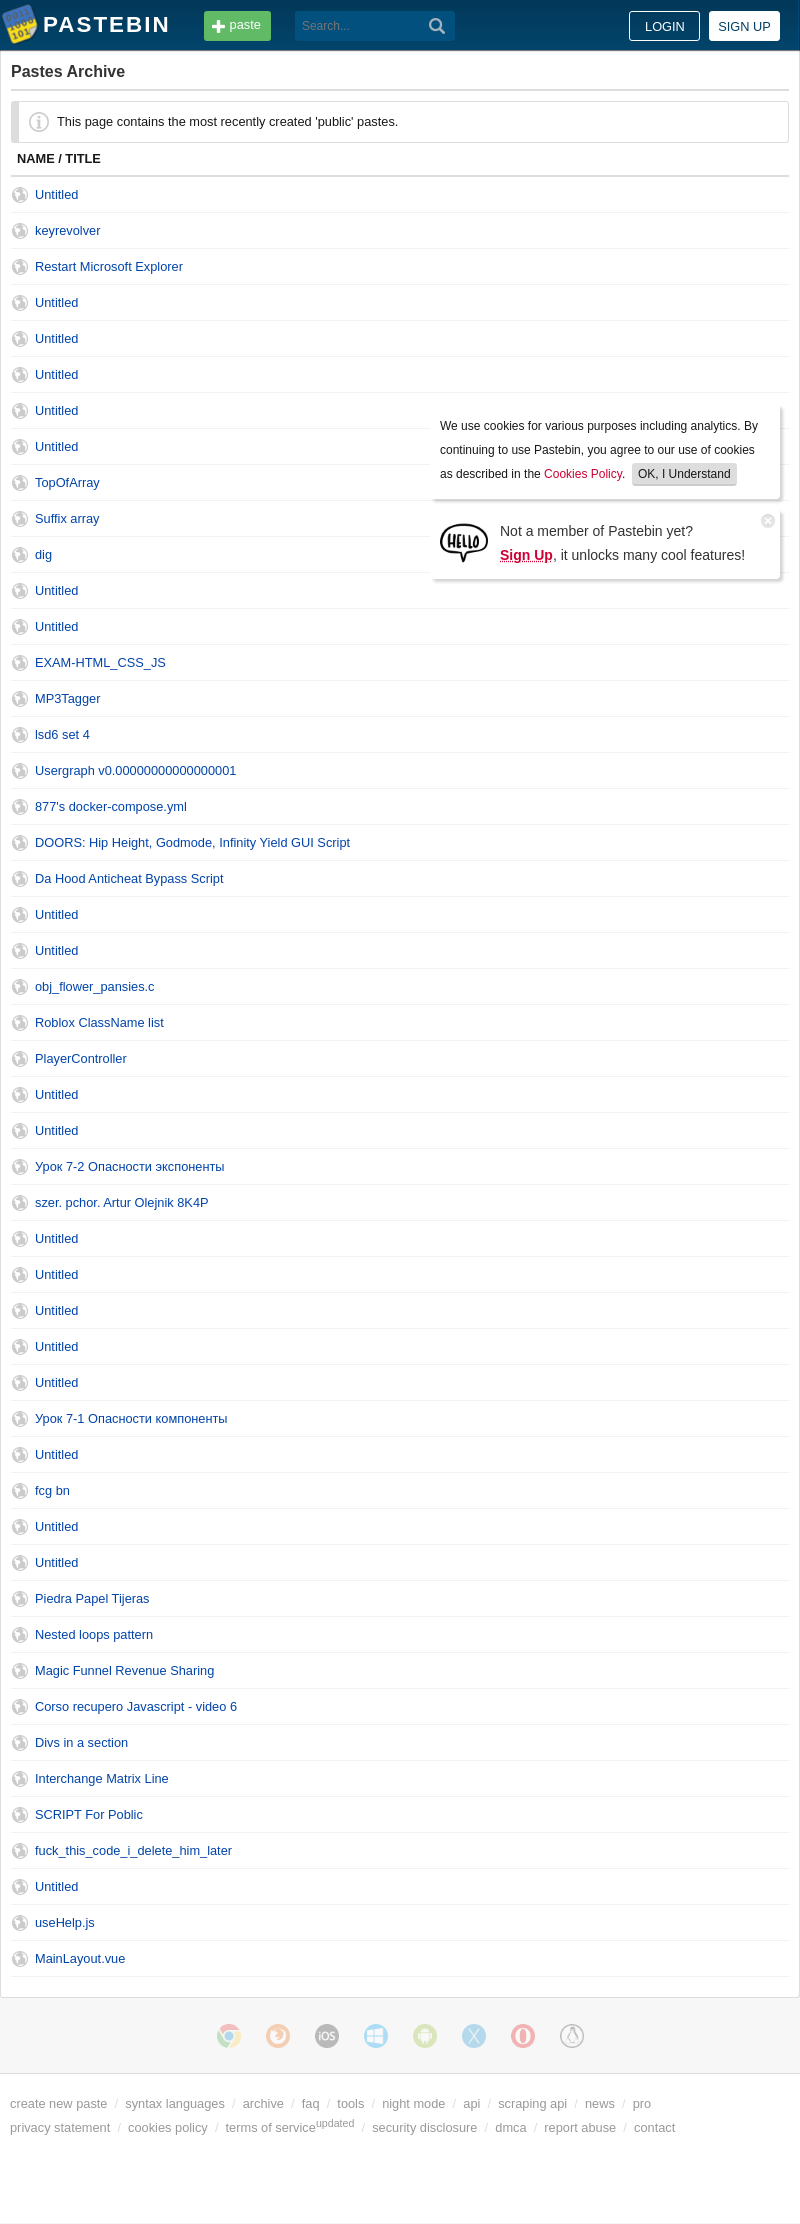 PASTEBIN
paste
Search...
LOGIN
SIGN UP
Pastes Archive
This page contains the most recently created 'public' pastes.
NAME / TITLE
Untitled
keyrevolver
Restart Microsoft Explorer
Untitled
Untitled
Untitled
Untitled
We use cookies for various purposes including analytics. By
continuing to use Pastebin, you agree to our use of cookies
as described in the Cookies Policy. OK, I Understand
Untitled
TopOfArray
Suffix array
Not a member of Pastebin yet?
HELLO
Sign Up, it unlocks many cool features!
dig
Untitled
Untitled
EXAM-HTML_CSS_JS
MP3Tagger
lsd6 set 4
Usergraph v0.00000000000000001
877's docker-compose.yml
DOORS: Hip Height, Godmode, Infinity Yield GUI Script
Da Hood Anticheat Bypass Script
Untitled
Untitled
obj_flower_pansies.c
Roblox ClassName list
PlayerController
Untitled
Untitled
Урок 7-2 Опасности экспоненты
szer. pchor. Artur Olejnik 8K4P
Untitled
Untitled
Untitled
Untitled
Untitled
Урок 7-1 Опасности компоненты
Untitled
fcg bn
Untitled
Untitled
Piedra Papel Tijeras
Nested loops pattern
Magic Funnel Revenue Sharing
Corso recupero Javascript - video 6
Divs in a section
Interchange Matrix Line
SCRIPT For Poblic
fuck_this_code_i_delete_him_later
Untitled
useHelp.js
MainLayout.vue
iOS
create new paste / syntax languages / archive / faq / tools / night mode / api / scraping api / news / pro
privacy statement / cookies policy / terms of service updated / security disclosure / dmca / report abuse / contact